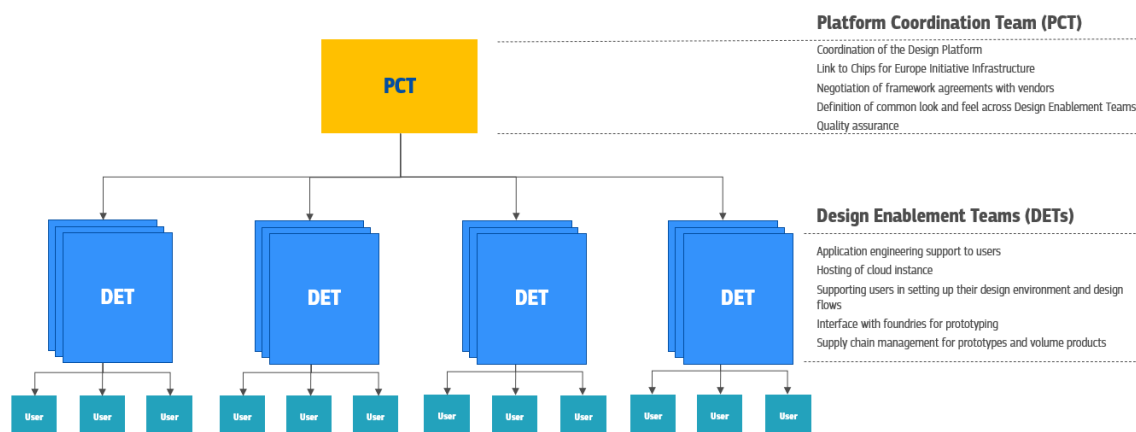 Platform Coordination Team (PCT)
PCT
Coordination of the Design Platform
Link to Chips for Europe Initiative Infrastructure
Negotiation of framework agreements with vendors
Definition of common look and feel across Design Enablement Teams
Quality assurance
Design Enablement Teams (DETs)
DET
DET
DET
DET
Application engineering support to users
Hosting of cloud instance
Supporting users in setting up their design environment and design
flows
Interface with foundries for prototyping
Supply chain management for prototypes and volume products
User
User
User
User
User
User
User
User
User
User
User
User